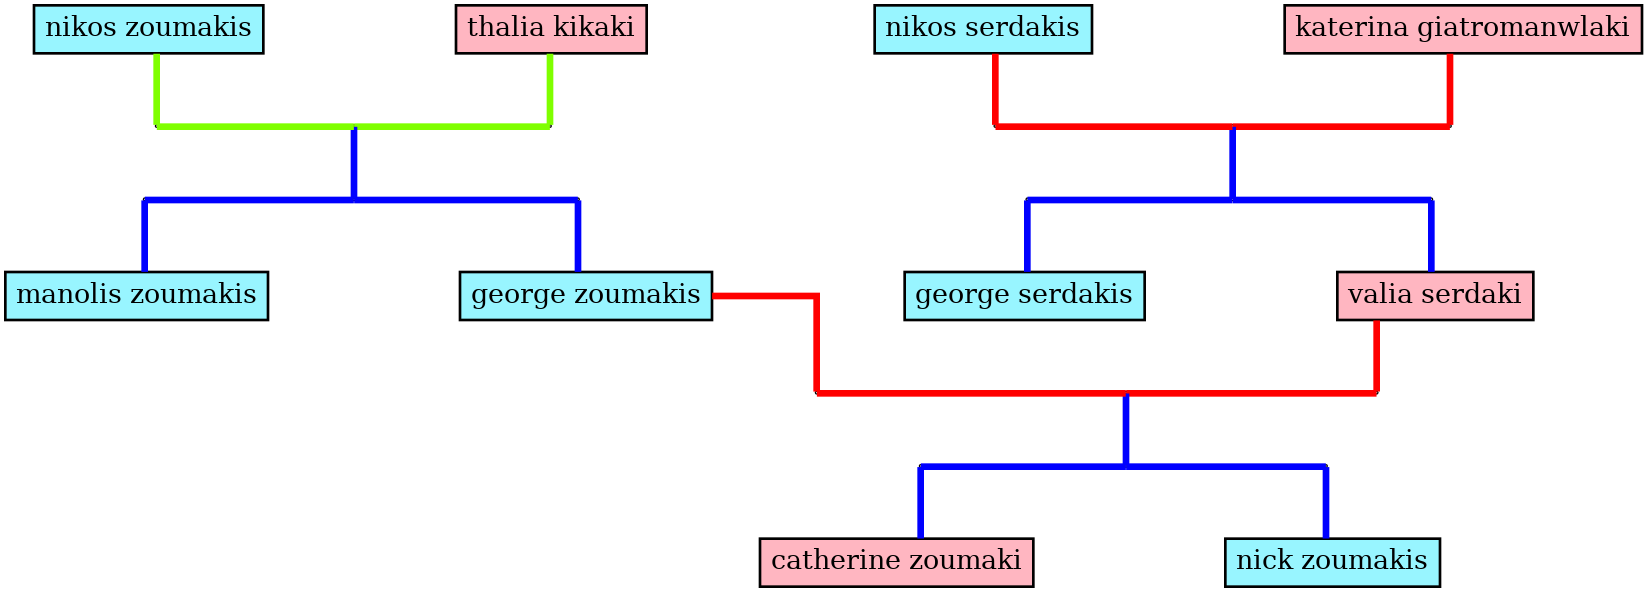 nikos zoumakis
thalia kikaki
nikos serdakis
katerina giatromanwlaki
manolis zoumakis
george zoumakis
george serdakis
valia serdaki
catherine zoumaki
nick zoumakis